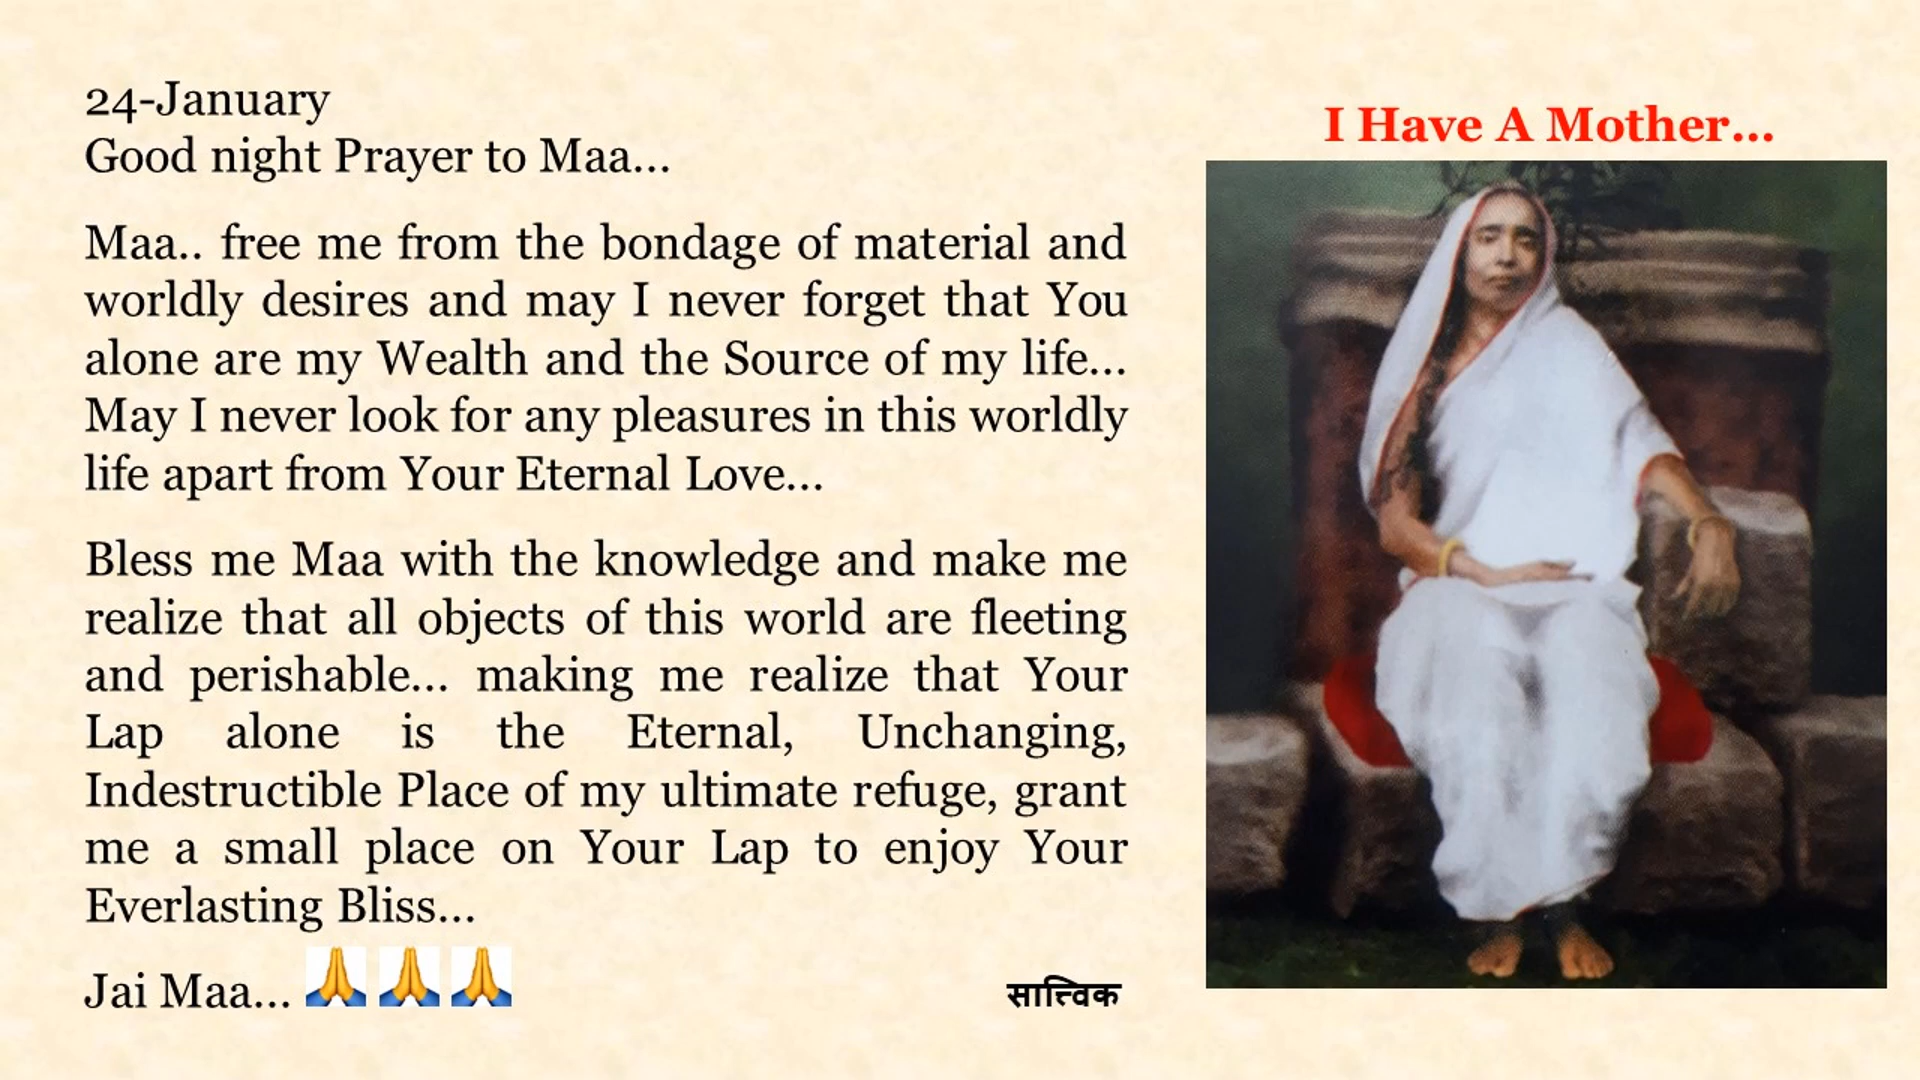 24-January
Good night Prayer to Maa...
Maa.. free me from the bondage of material and
worldly desires and may I never forget that You
alone are my Wealth and the Source of my life...
May I never look for any pleasures in this worldly
life apart from Your Eternal Love...
Bless me Maa with the knowledge and make me
realize that all objects of this world are fleeting
and perishable... making me realize that Your
Lap alone is the Eternal, Unchanging,
Indestructible Place of my ultimate refuge, grant
me a small place on Your Lap to enjoy Your
Everlasting Bliss...
Jai Maa... 🙏 🙏 🙏
सात्त्विक
I Have A Mother...